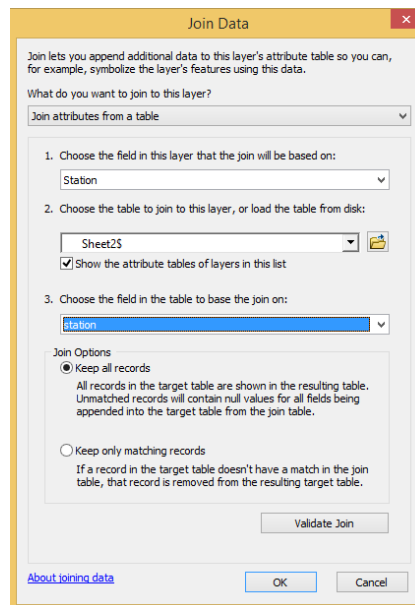 Join Data
Join lets you append additional data to this layer's attribute table so you can,
for example, symbolize the layer's features using this data.
What do you want to join to this layer?
Join attributes from a table
1. Choose the field in this layer that the join will be based on:
Station
2. Choose the table to join to this layer, or load the table from disk:
Sheet2$
Show the attribute tables of layers in this list
3. Choose the field in the table to base the join on:
station
Join Options
Keep all records
All records in the target table are shown in the resulting table.
Unmatched records will contain null values for all fields being
appended into the target table from the join table.
Keep only matching records
If a record in the target table doesn't have a match in the join
table, that record is removed from the resulting target table.
Validate Join
About joining data
OK
Cancel